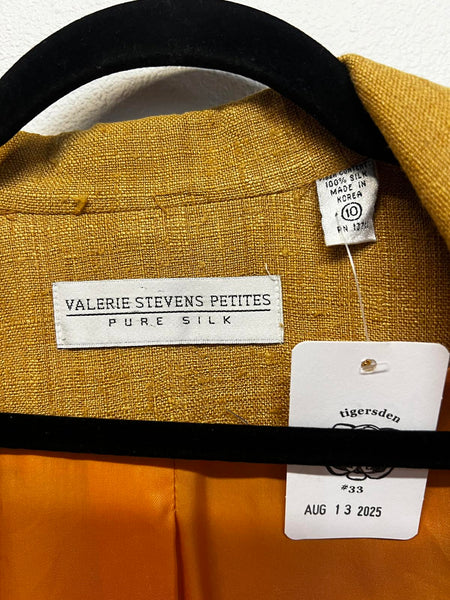 100% SILK
MADE IN
KOREA
10
VALERIE STEVENS PETITES
PURE SILK
tigersden
#33
AUG 13 2025